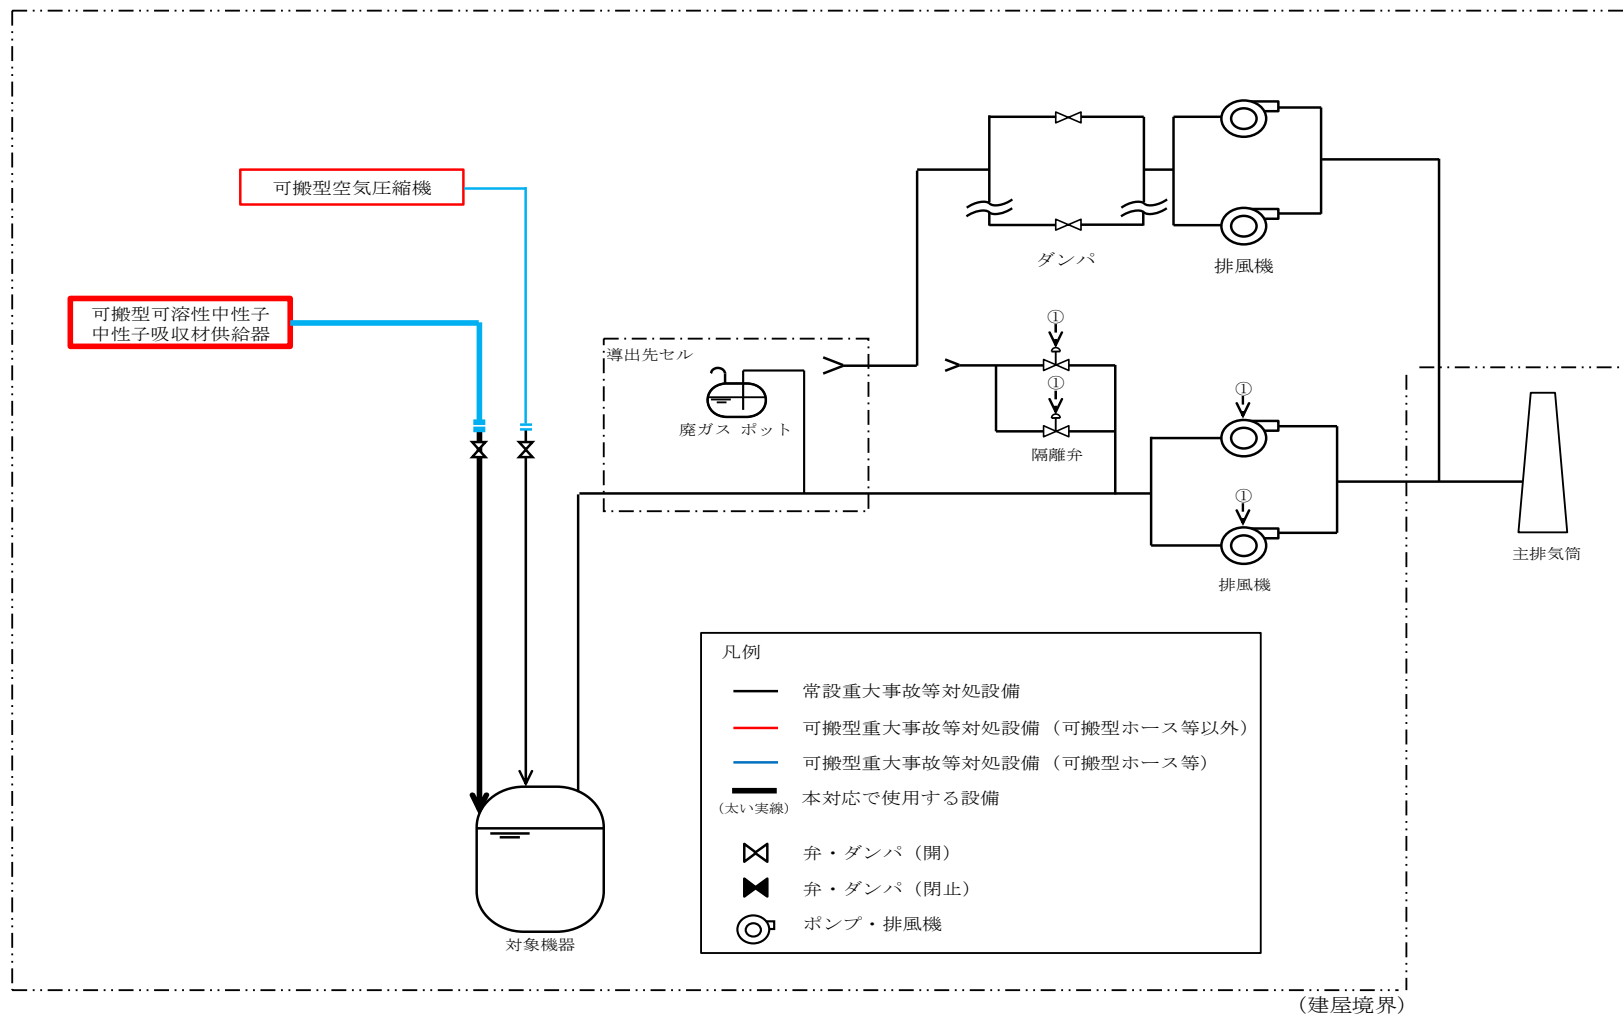 可搬型空気圧縮機
可搬型可溶性中性子
中性子吸収材供給器
導出先セル
廃ガス ポット
ダンパ
排風機
①
①
隔離弁
①
①
排風機
主排気筒
対象機器
凡例
常設重大事故等対処設備
可搬型重大事故等対処設備（可搬型ホース等以外）
可搬型重大事故等対処設備（可搬型ホース等）
本対応で使用する設備
（太い実線）
弁・ダンパ（開）
弁・ダンパ（閉止）
ポンプ・排風機
（建屋境界）